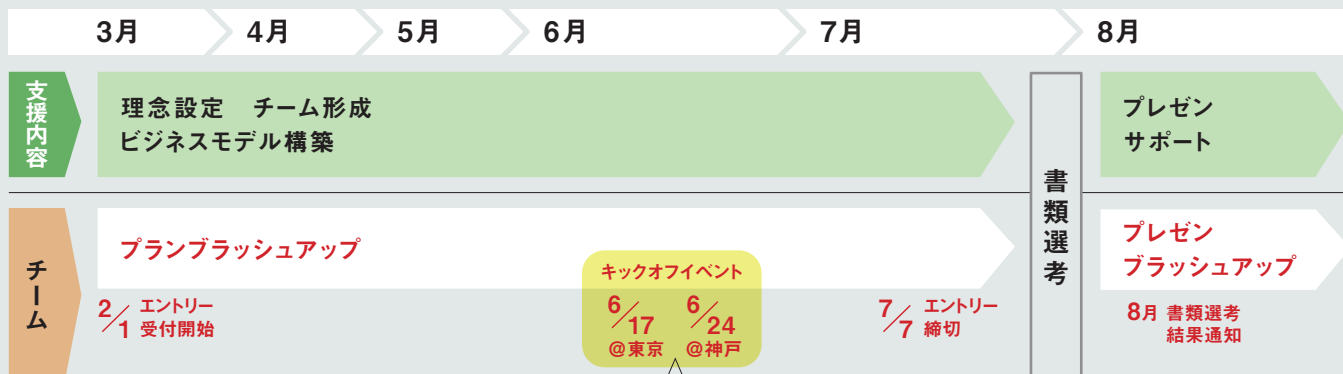 3月 4月 5月 6月 7月 8月
支援内容
理念設定　チーム形成
ビジネスモデル構築
書類選考
プレゼン
サポート
チーム
プランブラッシュアップ
2/1 エントリー
受付開始
キックオフイベント
6/17 6/24
@東京 @神戸
7/7 エントリー
締切
プレゼン
ブラッシュアップ
8月 書類選考
結果通知